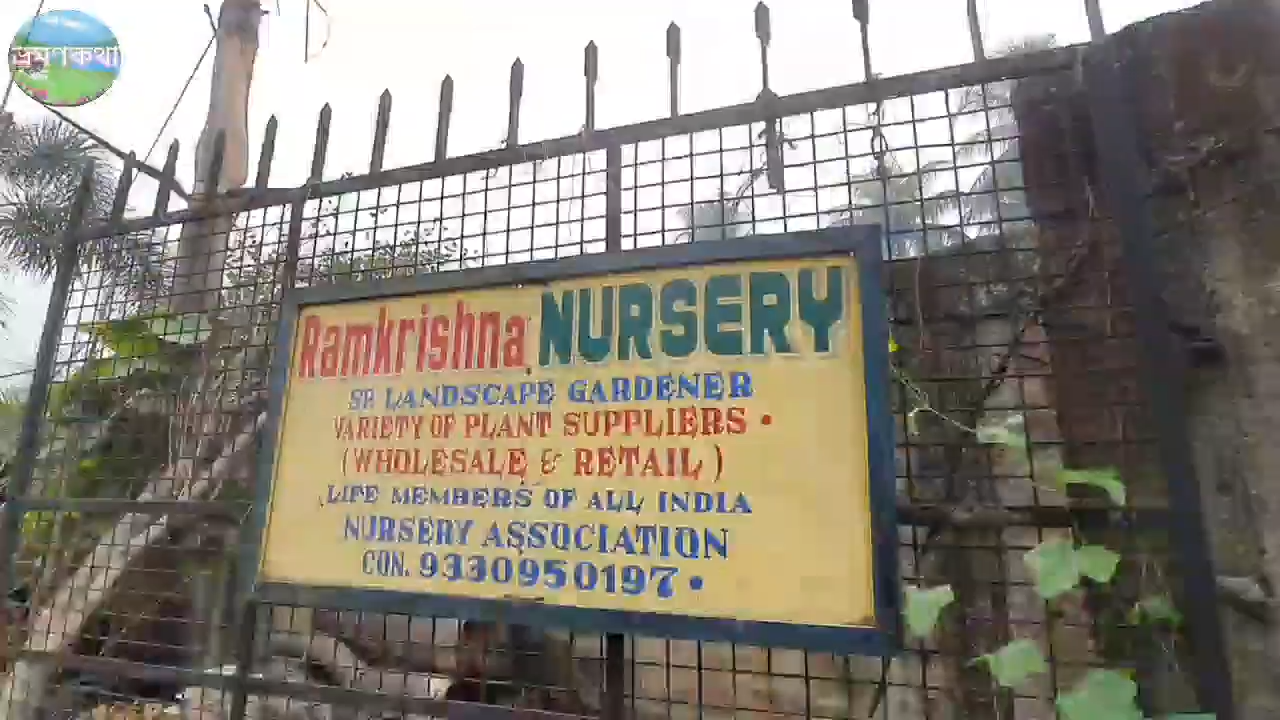 ভ্রমণকথা
Ramkrishna NURSERY
SP. LANDSCAPE GARDENER
VARIETY OF PLANT SUPPLIERS •
(WHOLESALE & RETAIL)
LIFE MEMBERS OF ALL INDIA
NURSERY ASSOCIATION
CON. 9330950197 •